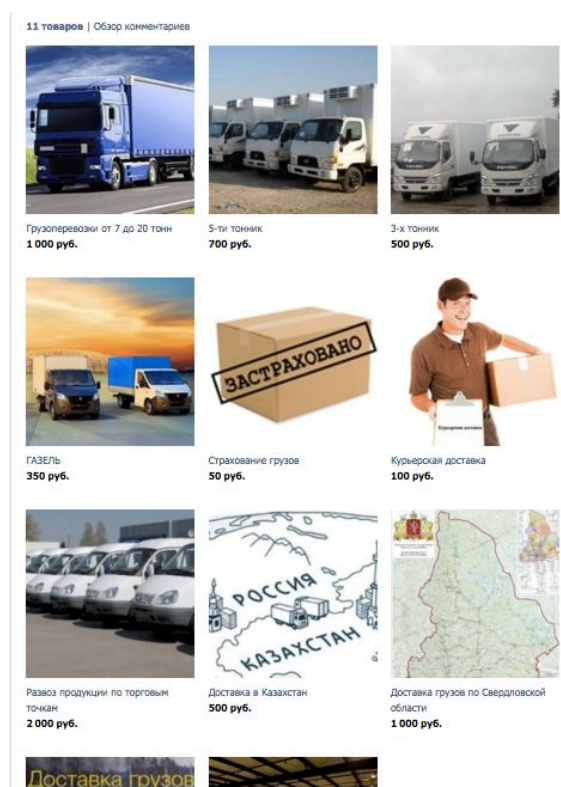 11 товаров | Обзор комментариев
Грузоперевозки от 7 до 20 тонн
1 000 руб.
5-ти тонник
700 руб.
3-х тонник
500 руб.
ЗАСТРАХОВАНО
Курьерская доставка
ГАЗЕЛЬ
350 руб.
Страхование грузов
50 руб.
Курьерская доставка
100 руб.
РОССИЯ
КАЗАХСТАН
Развоз продукции по торговым
точкам
2 000 руб.
Доставка в Казахстан
500 руб.
Доставка грузов по Свердловской
области
1 000 руб.
Доставка грузов